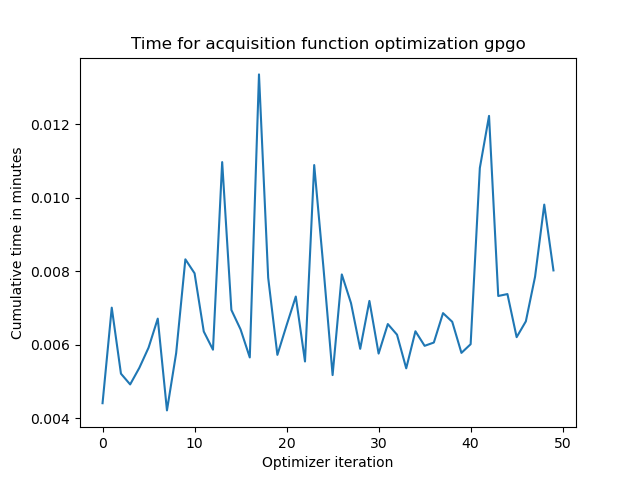 Time for acquisition function optimization gpgo
Cumulative time in minutes
0.012
0.010
0.008
0.006
0.004
0 10 20 30 40 50
Optimizer iteration